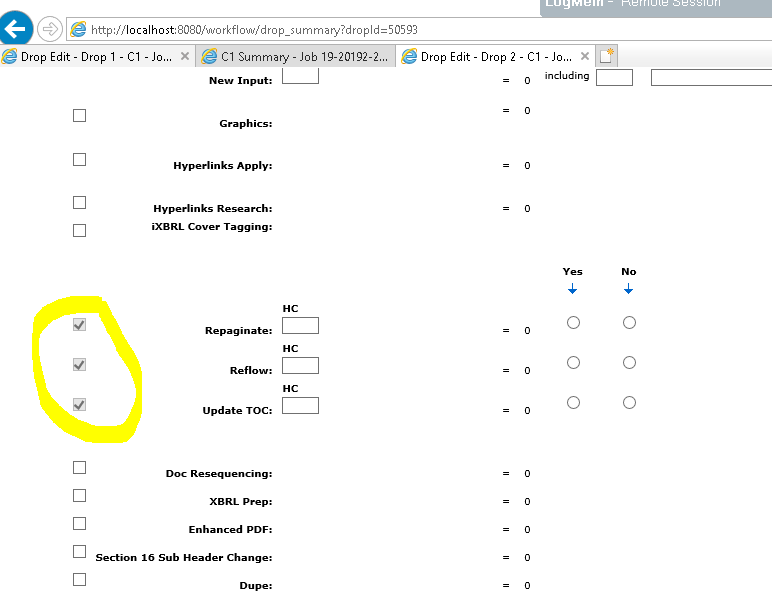 LogMeIn - Remote Session
http://localhost:8080/workflow/drop_summary?dropId=50593
Drop Edit - Drop 1 - C1 - Jo... × C1 Summary - Job 19-20192-2... Drop Edit - Drop 2 - C1 - Jo... ×
New Input: = 0 including
Graphics: = 0
Hyperlinks Apply: = 0
Hyperlinks Research: = 0
iXBRL Cover Tagging:
Yes No
HC
Repaginate: = 0
HC
Reflow: = 0
HC
Update TOC: = 0
Doc Resequencing: = 0
XBRL Prep: = 0
Enhanced PDF: = 0
Section 16 Sub Header Change: = 0
Dupe: = 0